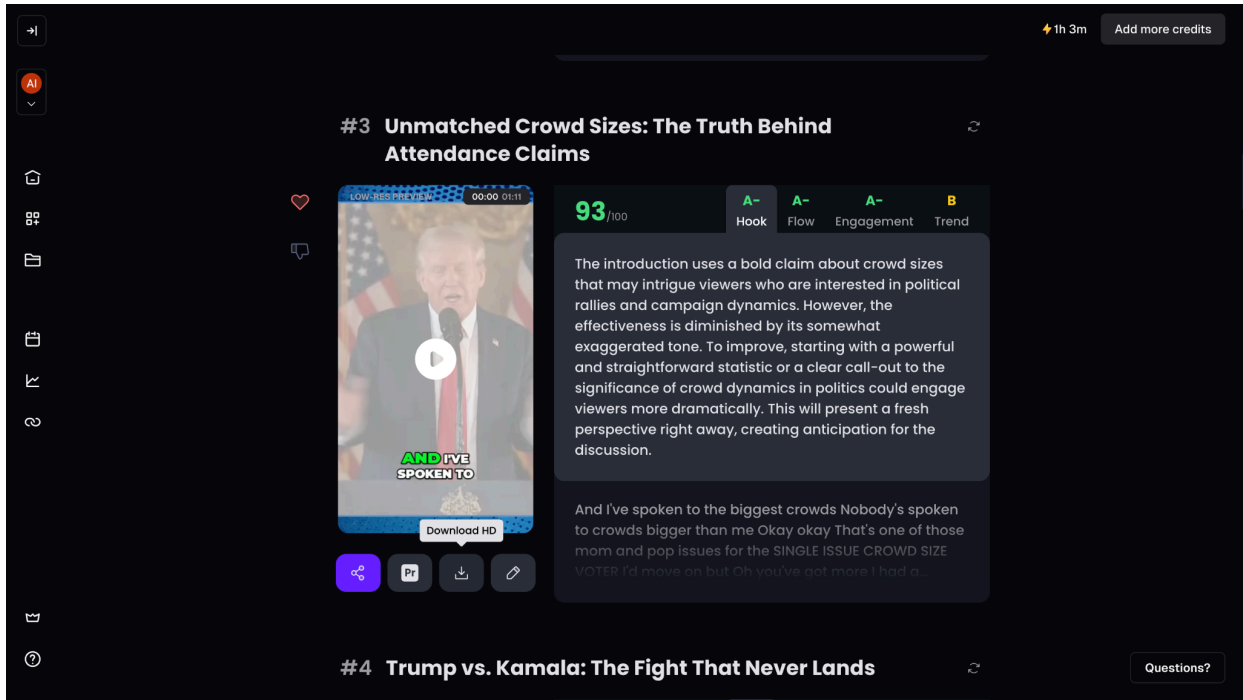 1h 3m
Add more credits
AI
#3 Unmatched Crowd Sizes: The Truth Behind
Attendance Claims
LOW-RES PREVIEW
00:00 01:11
93/100
A-
Hook
A-
Flow
A-
Engagement
B
Trend
The introduction uses a bold claim about crowd sizes
that may intrigue viewers who are interested in political
rallies and campaign dynamics. However, the
effectiveness is diminished by its somewhat
exaggerated tone. To improve, starting with a powerful
and straightforward statistic or a clear call-out to the
significance of crowd dynamics in politics could engage
viewers more dramatically. This will present a fresh
perspective right away, creating anticipation for the
discussion.
AND I'VE
SPOKEN TO
And I've spoken to the biggest crowds Nobody's spoken
to crowds bigger than me Okay okay That's one of those
mom and pop issues for the SINGLE ISSUE CROWD SIZE
VOTER I'd move on but Oh you've got more I had a...
Download HD
Pr
#4 Trump vs. Kamala: The Fight That Never Lands
Questions?